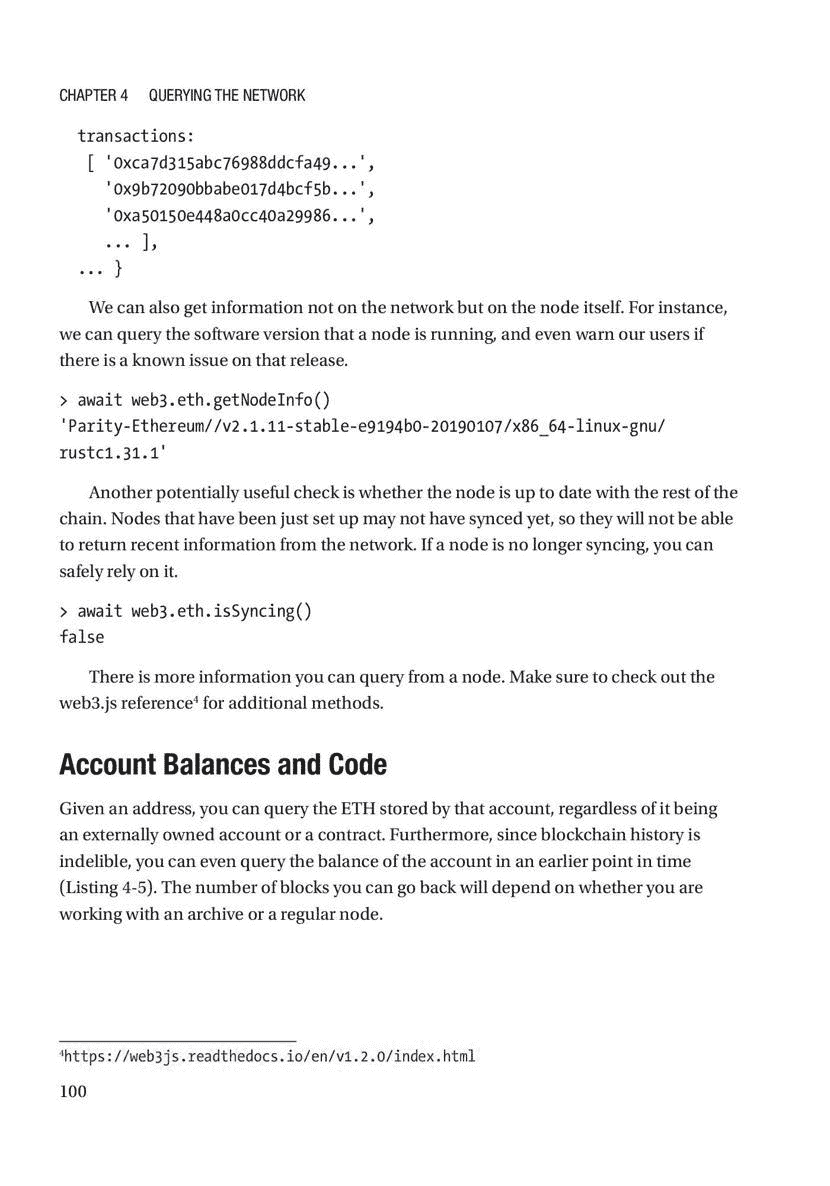 CHAPTER 4 QUERYING THE NETWORK
transactions:
[ '0xca7d315abc76988ddcfa49...',
'0x9b72090bbabe017d4bcf5b...',
'0xa50150e448a0cc40a29986...',
... ],
... }
We can also get information not on the network but on the node itself. For instance,
we can query the software version that a node is running, and even warn our users if
there is a known issue on that release.
> await web3.eth.getNodeInfo()
'Parity-Ethereum//v2.1.11-stable-e9194b0-20190107/x86_64-linux-gnu/
rustc1.31.1'
Another potentially useful check is whether the node is up to date with the rest of the
chain. Nodes that have been just set up may not have synced yet, so they will not be able
to return recent information from the network. If a node is no longer syncing, you can
safely rely on it.
> await web3.eth.isSyncing()
false
There is more information you can query from a node. Make sure to check out the
web3.js reference⁴ for additional methods.
Account Balances and Code
Given an address, you can query the ETH stored by that account, regardless of it being
an externally owned account or a contract. Furthermore, since blockchain history is
indelible, you can even query the balance of the account in an earlier point in time
(Listing 4-5). The number of blocks you can go back will depend on whether you are
working with an archive or a regular node.
⁴https://web3js.readthedocs.io/en/v1.2.0/index.html
100